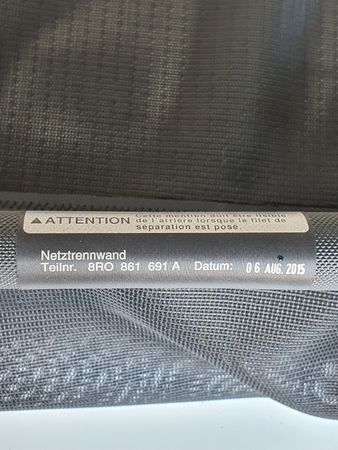 ▲ATTENTION Cette mention doit être lisible
de l'arrière lorsque le filet de
séparation est posé.
Netztrennwand
Teilnr. 8RO 861 691 A Datum: 06 AUG. 2015